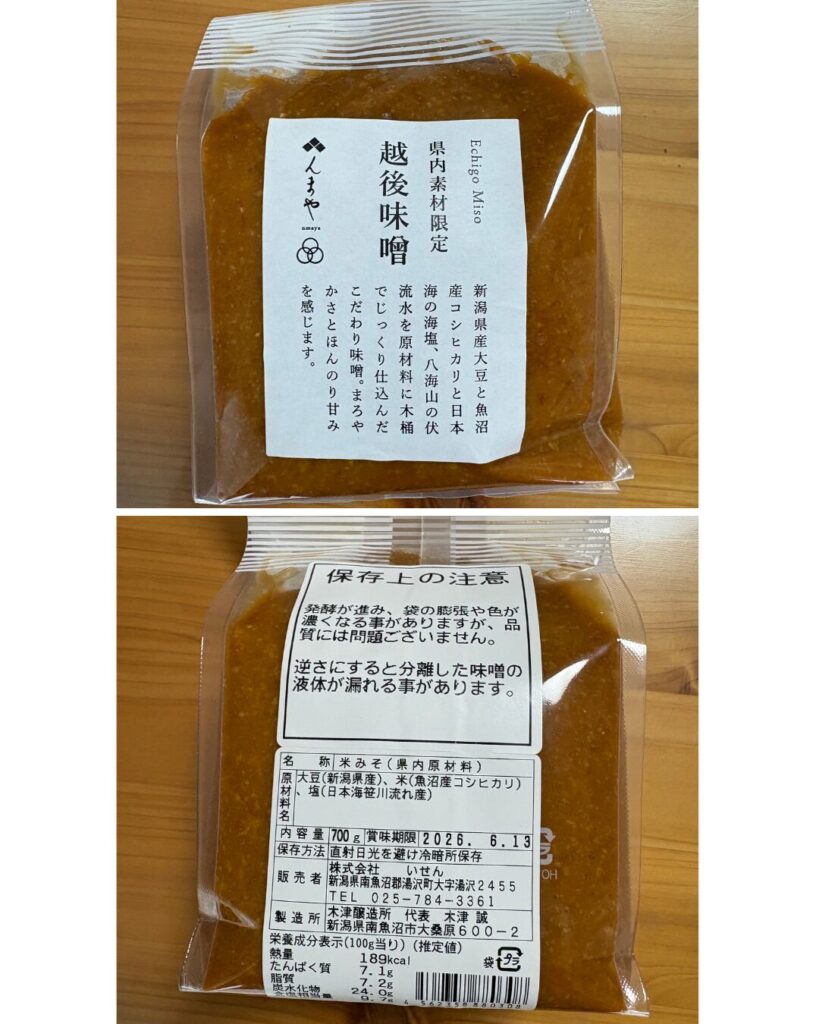 Echigo Miso
県内素材限定
越後味噌
んまや
nmaya
新潟県産大豆と魚沼
産コシヒカリと日本
海の海塩、八海山の伏
流水を原材料に木桶
でじっくり仕込んだ
こだわり味噌。まろや
かさとほんのり甘み
を感じます。
保存上の注意
発酵が進み、袋の膨張や色が
濃くなる事がありますが、品
質には問題ございません。
逆さにすると分離した味噌の
液体が漏れる事があります。
名称 米みそ(県内原材料)
原材料名 大豆(新潟県産)、米(魚沼産コシヒカリ)
、塩(日本海笹川流れ産)
内容量 700g 賞味期限 2026. 6.13
保存方法 直射日光を避け冷暗所保存
販売者 株式会社 いせん
新潟県南魚沼郡湯沢町大字湯沢2455
TEL 025-784-3361
製造所 木津醸造所 代表 木津 誠
新潟県南魚沼市大桑原600-2
栄養成分表示(100g当り)(推定値)
熱量 189kcal
たんぱく質 7.1g
脂質 7.2g
炭水化物 24.0g
食塩相当量 9.7g
袋 プラ
4562358880308